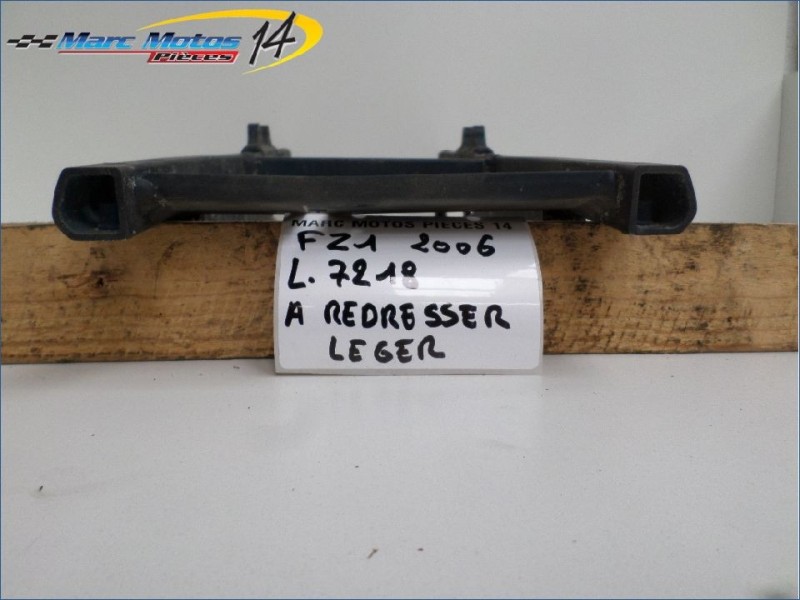 Marc Motos 14
Pièces
MARC MOTOS PIECES 14
FZ1 2006
L.7218
A REDRESSER
LEGER